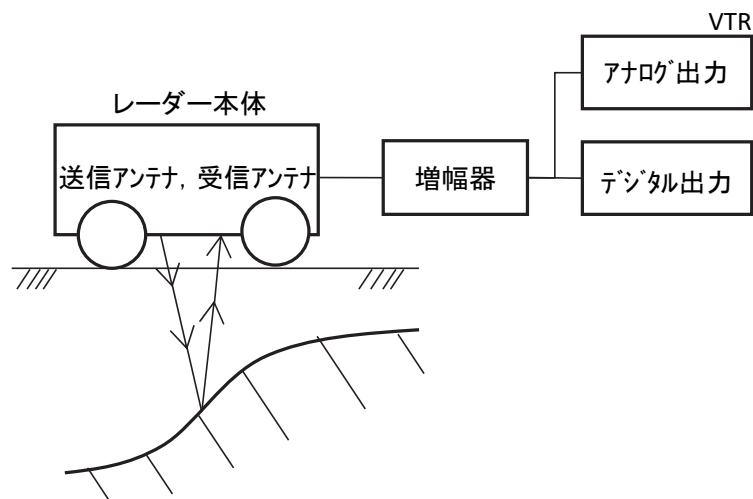 VTR
アナログ出力
レーダー本体
送信アンテナ, 受信アンテナ
増幅器
デジタル出力